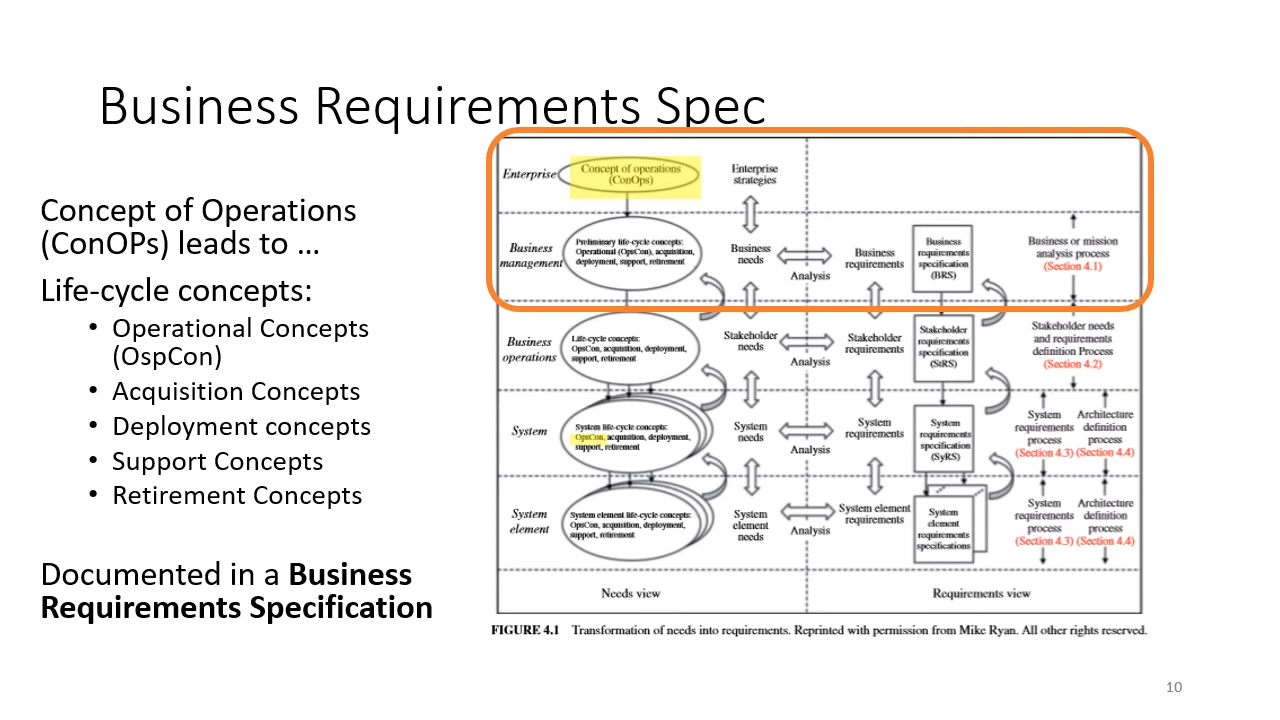 Business Requirements Spec
Concept of Operations
(ConOPs) leads to …
Life-cycle concepts:
• Operational Concepts
(OspCon)
• Acquisition Concepts
• Deployment concepts
• Support Concepts
• Retirement Concepts
Documented in a Business
Requirements Specification
Enterprise
Concept of operations
(ConOps)
Enterprise
strategies
Business
management
Preliminary life-cycle concepts:
Operational (OpsCon), acquisition,
deployment, support, retirement
Business
needs
Analysis
Business
requirements
Business
requirements
specification
(BRS)
Business or mission
analysis process
(Section 4.1)
Business
operations
Life-cycle concepts:
OpsCon, acquisition, deployment,
support, retirement
Stakeholder
needs
Analysis
Stakeholder
requirements
Stakeholder
requirements
specification
(StRS)
Stakeholder needs
and requirements
definition Process
(Section 4.2)
System
System life-cycle concepts:
OpsCon, acquisition, deployment,
support, retirement
System
needs
Analysis
System
requirements
System
requirements
specification
(SyRS)
System
requirements
process
(Section 4.3)
Architecture
definition
process
(Section 4.4)
System
element
System element life-cycle concepts:
OpsCon, acquisition, deployment,
support, retirement
System
element
needs
Analysis
System element
requirements
System
element
requirements
specifications
System
requirements
process
(Section 4.3)
Architecture
definition
process
(Section 4.4)
Needs view
Requirements view
FIGURE 4.1 Transformation of needs into requirements. Reprinted with permission from Mike Ryan. All other rights reserved.
10